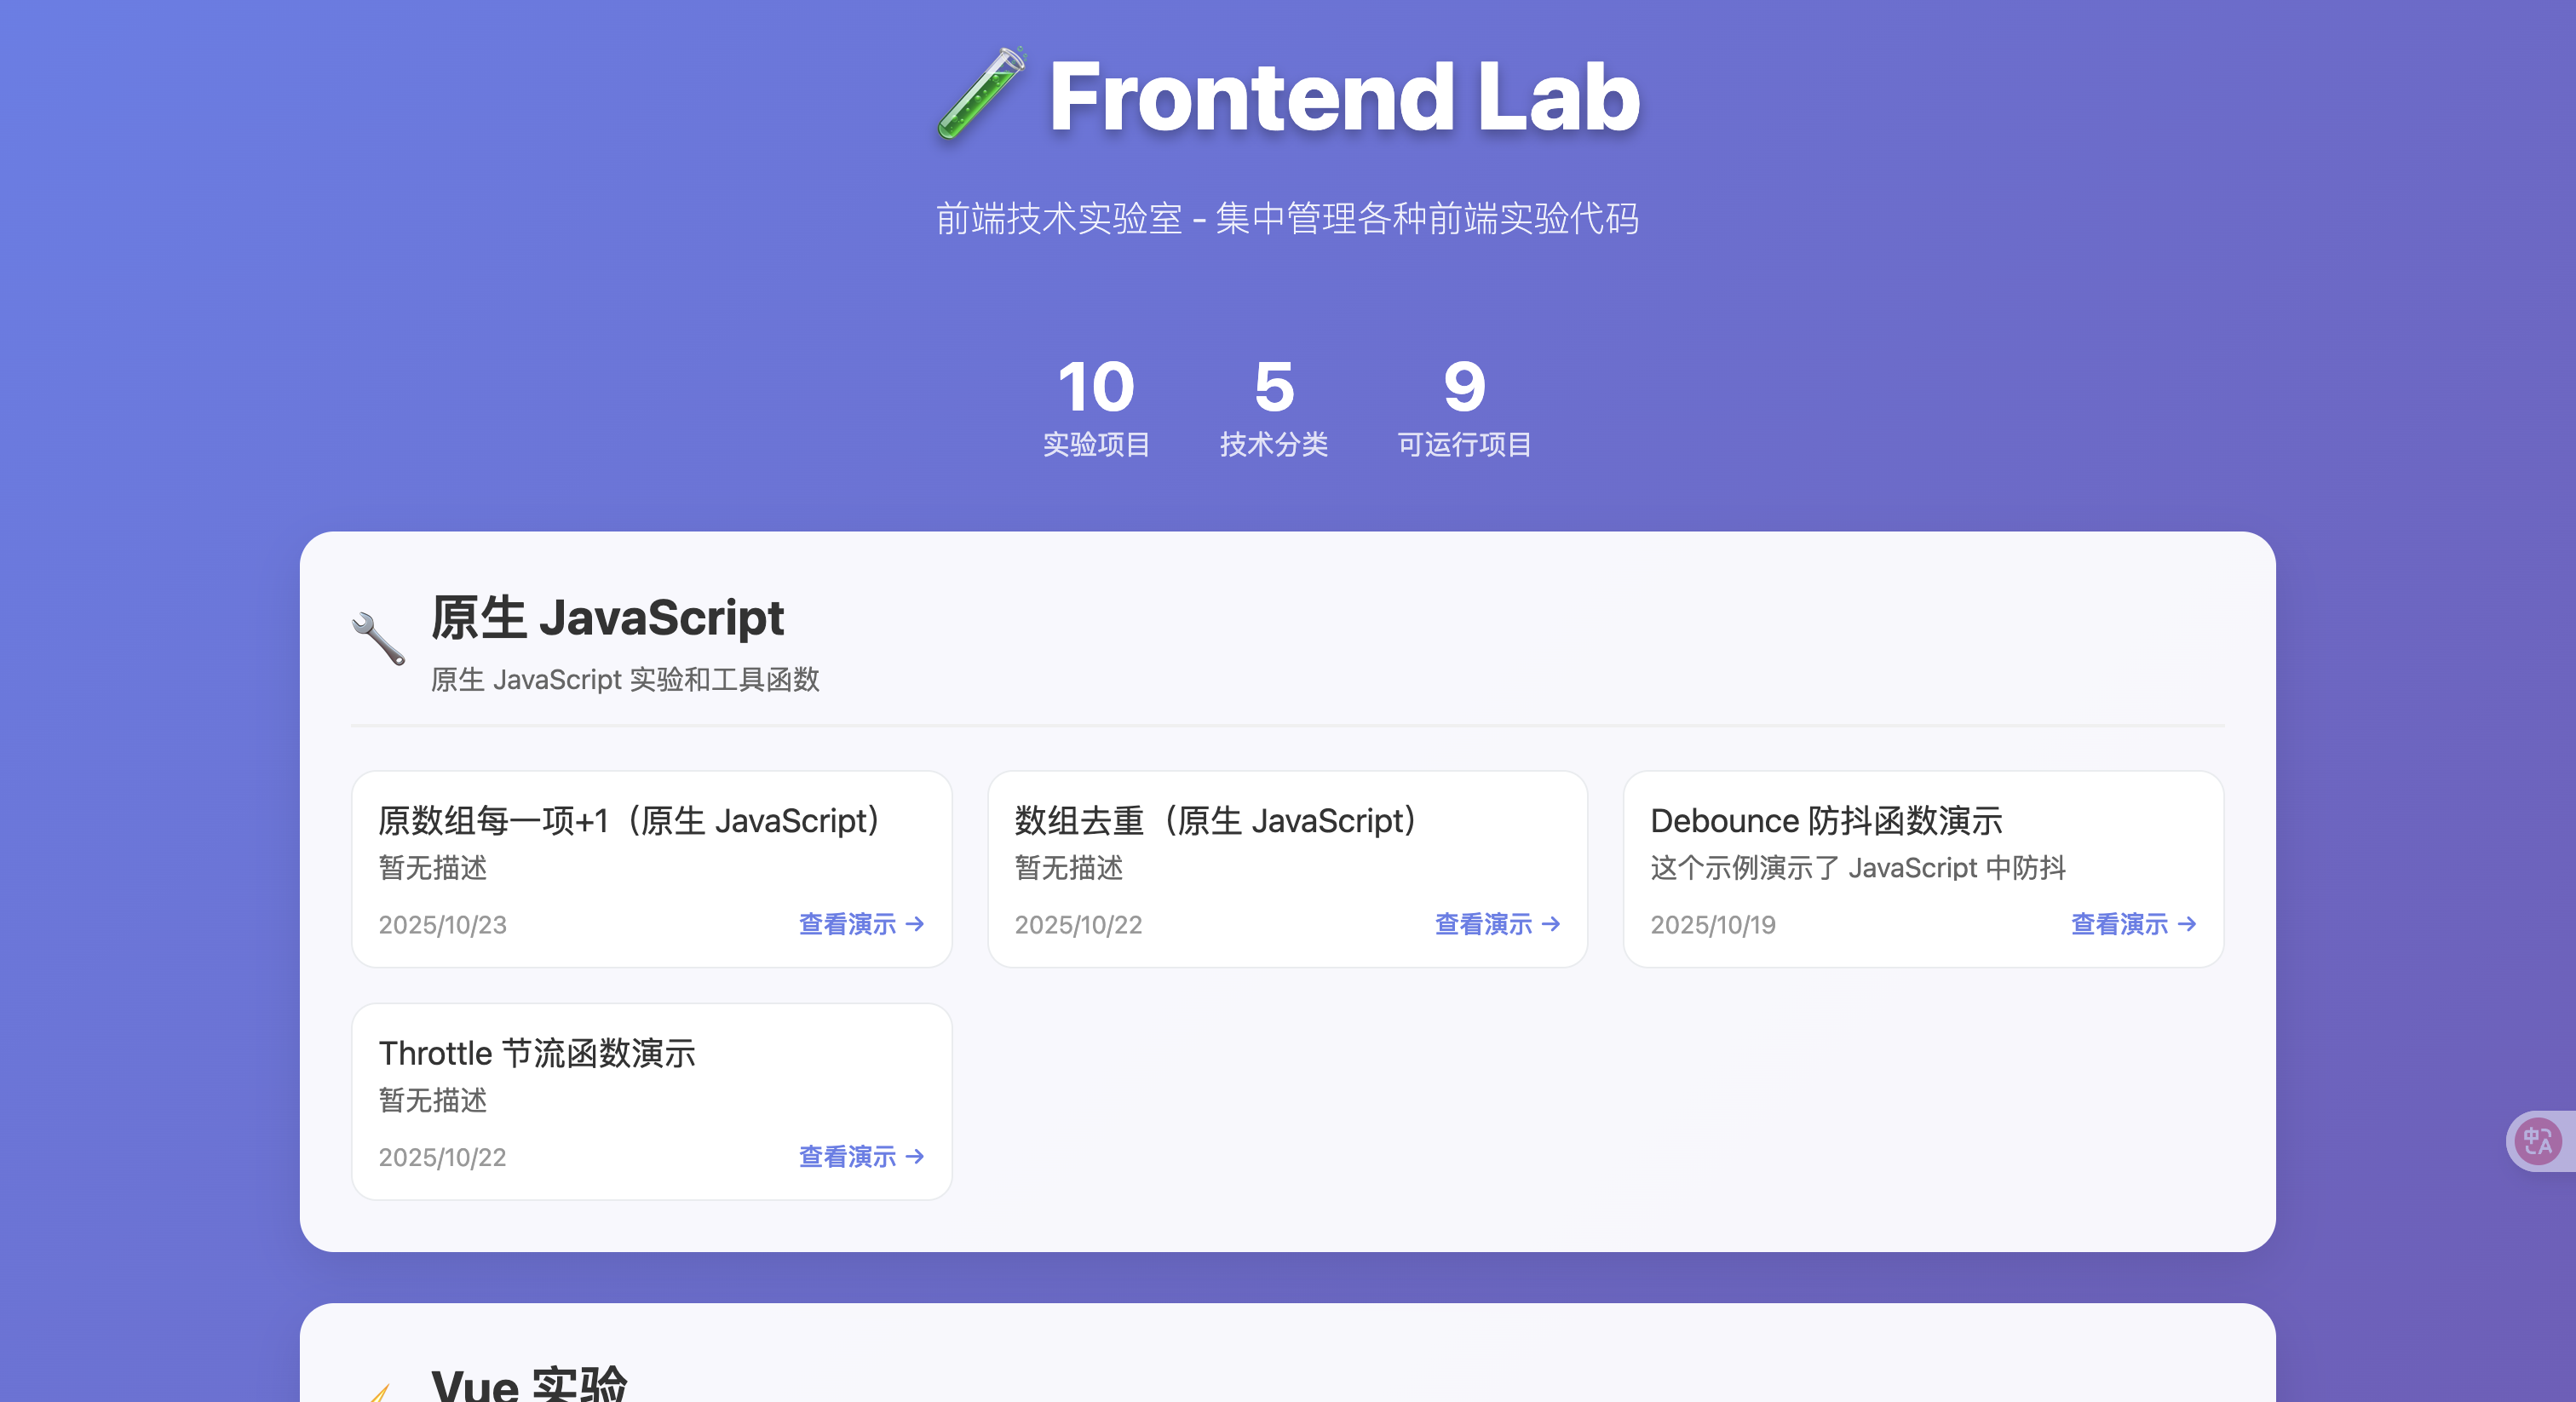 Frontend Lab
前端技术实验室 - 集中管理各种前端实验代码
10
实验项目
5
技术分类
9
可运行项目
原生 JavaScript
原生 JavaScript 实验和工具函数
原数组每一项+1（原生 JavaScript）
暂无描述
2025/10/23
查看演示 →
数组去重（原生 JavaScript）
暂无描述
2025/10/22
查看演示 →
Debounce 防抖函数演示
这个示例演示了 JavaScript 中防抖
2025/10/19
查看演示 →
Throttle 节流函数演示
暂无描述
2025/10/22
查看演示 →
中A
Vue 实验